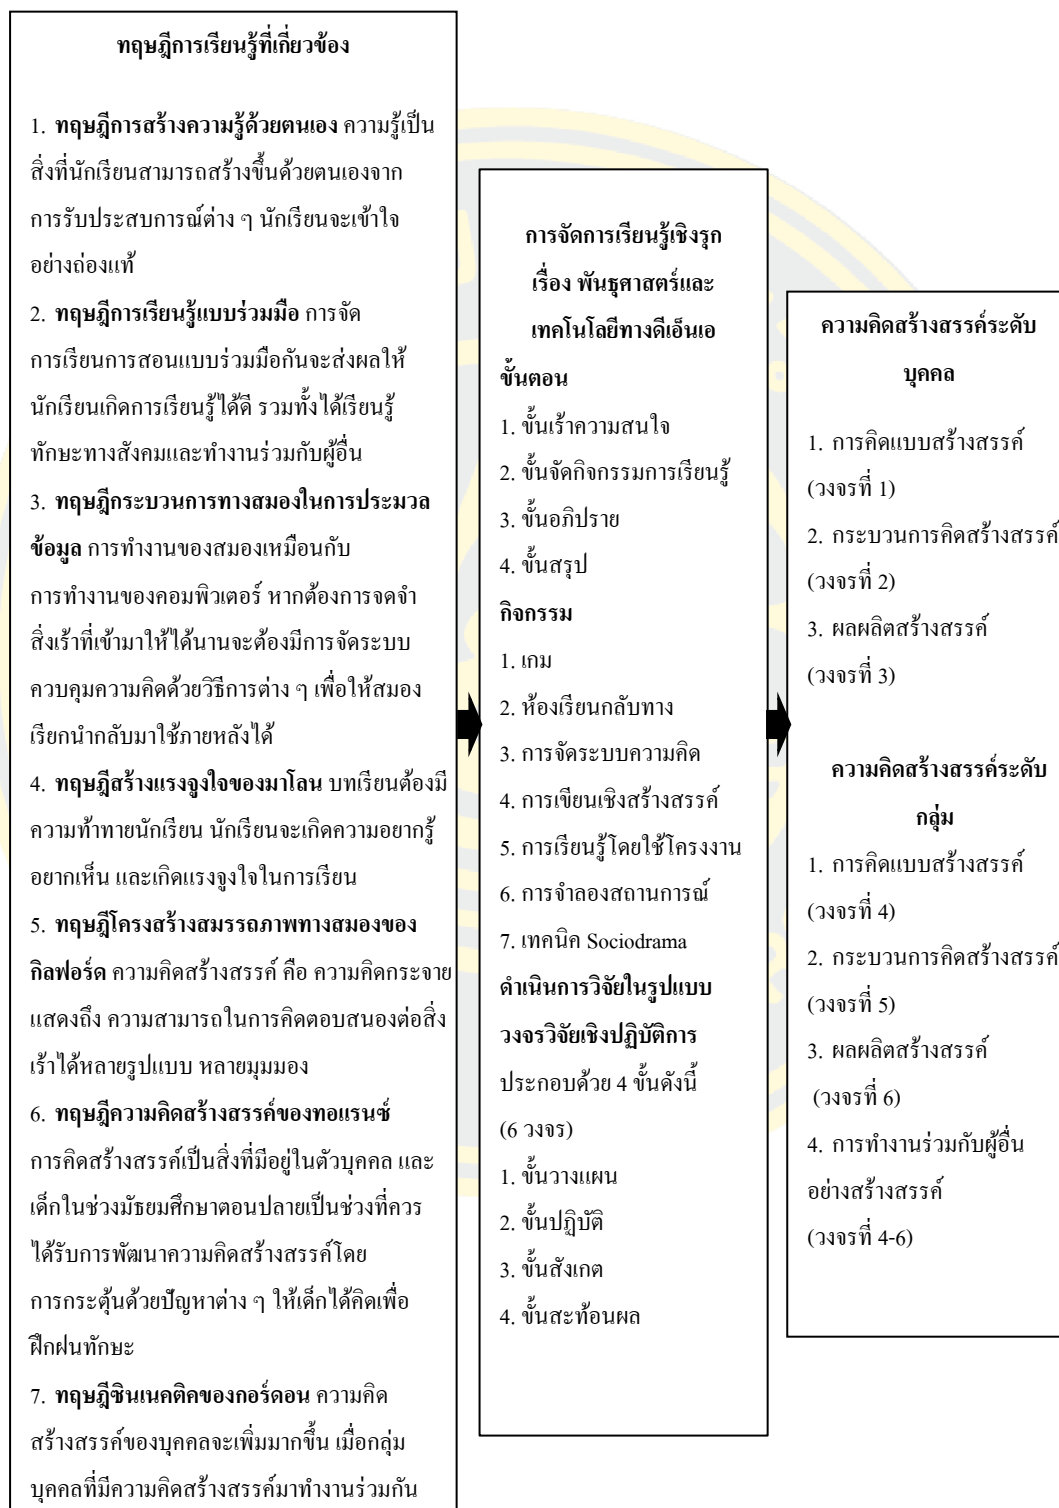 ทฤษฎีการเรียนรู้ที่เกี่ยวข้อง
1. ทฤษฎีการสร้างความรู้ด้วยตนเอง ความรู้เป็น
สิ่งที่นักเรียนสามารถสร้างขึ้นด้วยตนเองจาก
การรับประสบการณ์ต่าง ๆ นักเรียนจะเข้าใจ
อย่างถ่องแท้
2. ทฤษฎีการเรียนรู้แบบร่วมมือ การจัด
การเรียนการสอนแบบร่วมมือกันจะส่งผลให้
นักเรียนเกิดการเรียนรู้ได้ดี รวมทั้งได้เรียนรู้
ทักษะทางสังคมและทำงานร่วมกับผู้อื่น
3. ทฤษฎีกระบวนการทางสมองในการประมวล
ข้อมูล การทำงานของสมองเหมือนกับ
การทำงานของคอมพิวเตอร์ หากต้องการจดจำ
สิ่งเร้าที่เข้ามาให้ได้นานจะต้องมีการจัดระบบ
ควบคุมความคิดด้วยวิธีการต่าง ๆ เพื่อให้สมอง
เรียกนำกลับมาใช้ภายหลังได้
4. ทฤษฎีสร้างแรงจูงใจของมาโลน บทเรียนต้องมี
ความท้าทายนักเรียน นักเรียนจะเกิดความอยากรู้
อยากเห็น และเกิดแรงจูงใจในการเรียน
5. ทฤษฎีโครงสร้างสมรรถภาพทางสมองของ
กิลฟอร์ด ความคิดสร้างสรรค์ คือ ความคิดกระจาย
แสดงถึง ความสามารถในการคิดตอบสนองต่อสิ่ง
เร้าได้หลายรูปแบบ หลายมุมมอง
6. ทฤษฎีความคิดสร้างสรรค์ของทอแรนซ์
การคิดสร้างสรรค์เป็นสิ่งที่มีอยู่ในตัวบุคคล และ
เด็กในช่วงมัธยมศึกษาตอนปลายเป็นช่วงที่ควร
ได้รับการพัฒนาความคิดสร้างสรรค์โดย
การกระตุ้นด้วยปัญหาต่าง ๆ ให้เด็กได้คิดเพื่อ
ฝึกฝนทักษะ
7. ทฤษฎีซินเนคติคของกอร์ดอน ความคิด
สร้างสรรค์ของบุคคลจะเพิ่มมากขึ้น เมื่อกลุ่ม
บุคคลที่มีความคิดสร้างสรรค์มาทำงานร่วมกัน
การจัดการเรียนรู้เชิงรุก
เรื่อง พันธุศาสตร์และ
เทคโนโลยีทางดีเอ็นเอ
ขั้นตอน
1. ขั้นเร้าความสนใจ
2. ขั้นจัดกิจกรรมการเรียนรู้
3. ขั้นอภิปราย
4. ขั้นสรุป
กิจกรรม
1. เกม
2. ห้องเรียนกลับทาง
3. การจัดระบบความคิด
4. การเขียนเชิงสร้างสรรค์
5. การเรียนรู้โดยใช้โครงงาน
6. การจำลองสถานการณ์
7. เทคนิค Sociodrama
ดำเนินการวิจัยในรูปแบบ
วงจรวิจัยเชิงปฏิบัติการ
ประกอบด้วย 4 ขั้นดังนี้
(6 วงจร)
1. ขั้นวางแผน
2. ขั้นปฏิบัติ
3. ขั้นสังเกต
4. ขั้นสะท้อนผล
ความคิดสร้างสรรค์ระดับ
บุคคล
1. การคิดแบบสร้างสรรค์
(วงจรที่ 1)
2. กระบวนการคิดสร้างสรรค์
(วงจรที่ 2)
3. ผลผลิตสร้างสรรค์
(วงจรที่ 3)
ความคิดสร้างสรรค์ระดับ
กลุ่ม
1. การคิดแบบสร้างสรรค์
(วงจรที่ 4)
2. กระบวนการคิดสร้างสรรค์
(วงจรที่ 5)
3. ผลผลิตสร้างสรรค์
(วงจรที่ 6)
4. การทำงานร่วมกับผู้อื่น
อย่างสร้างสรรค์
(วงจรที่ 4-6)